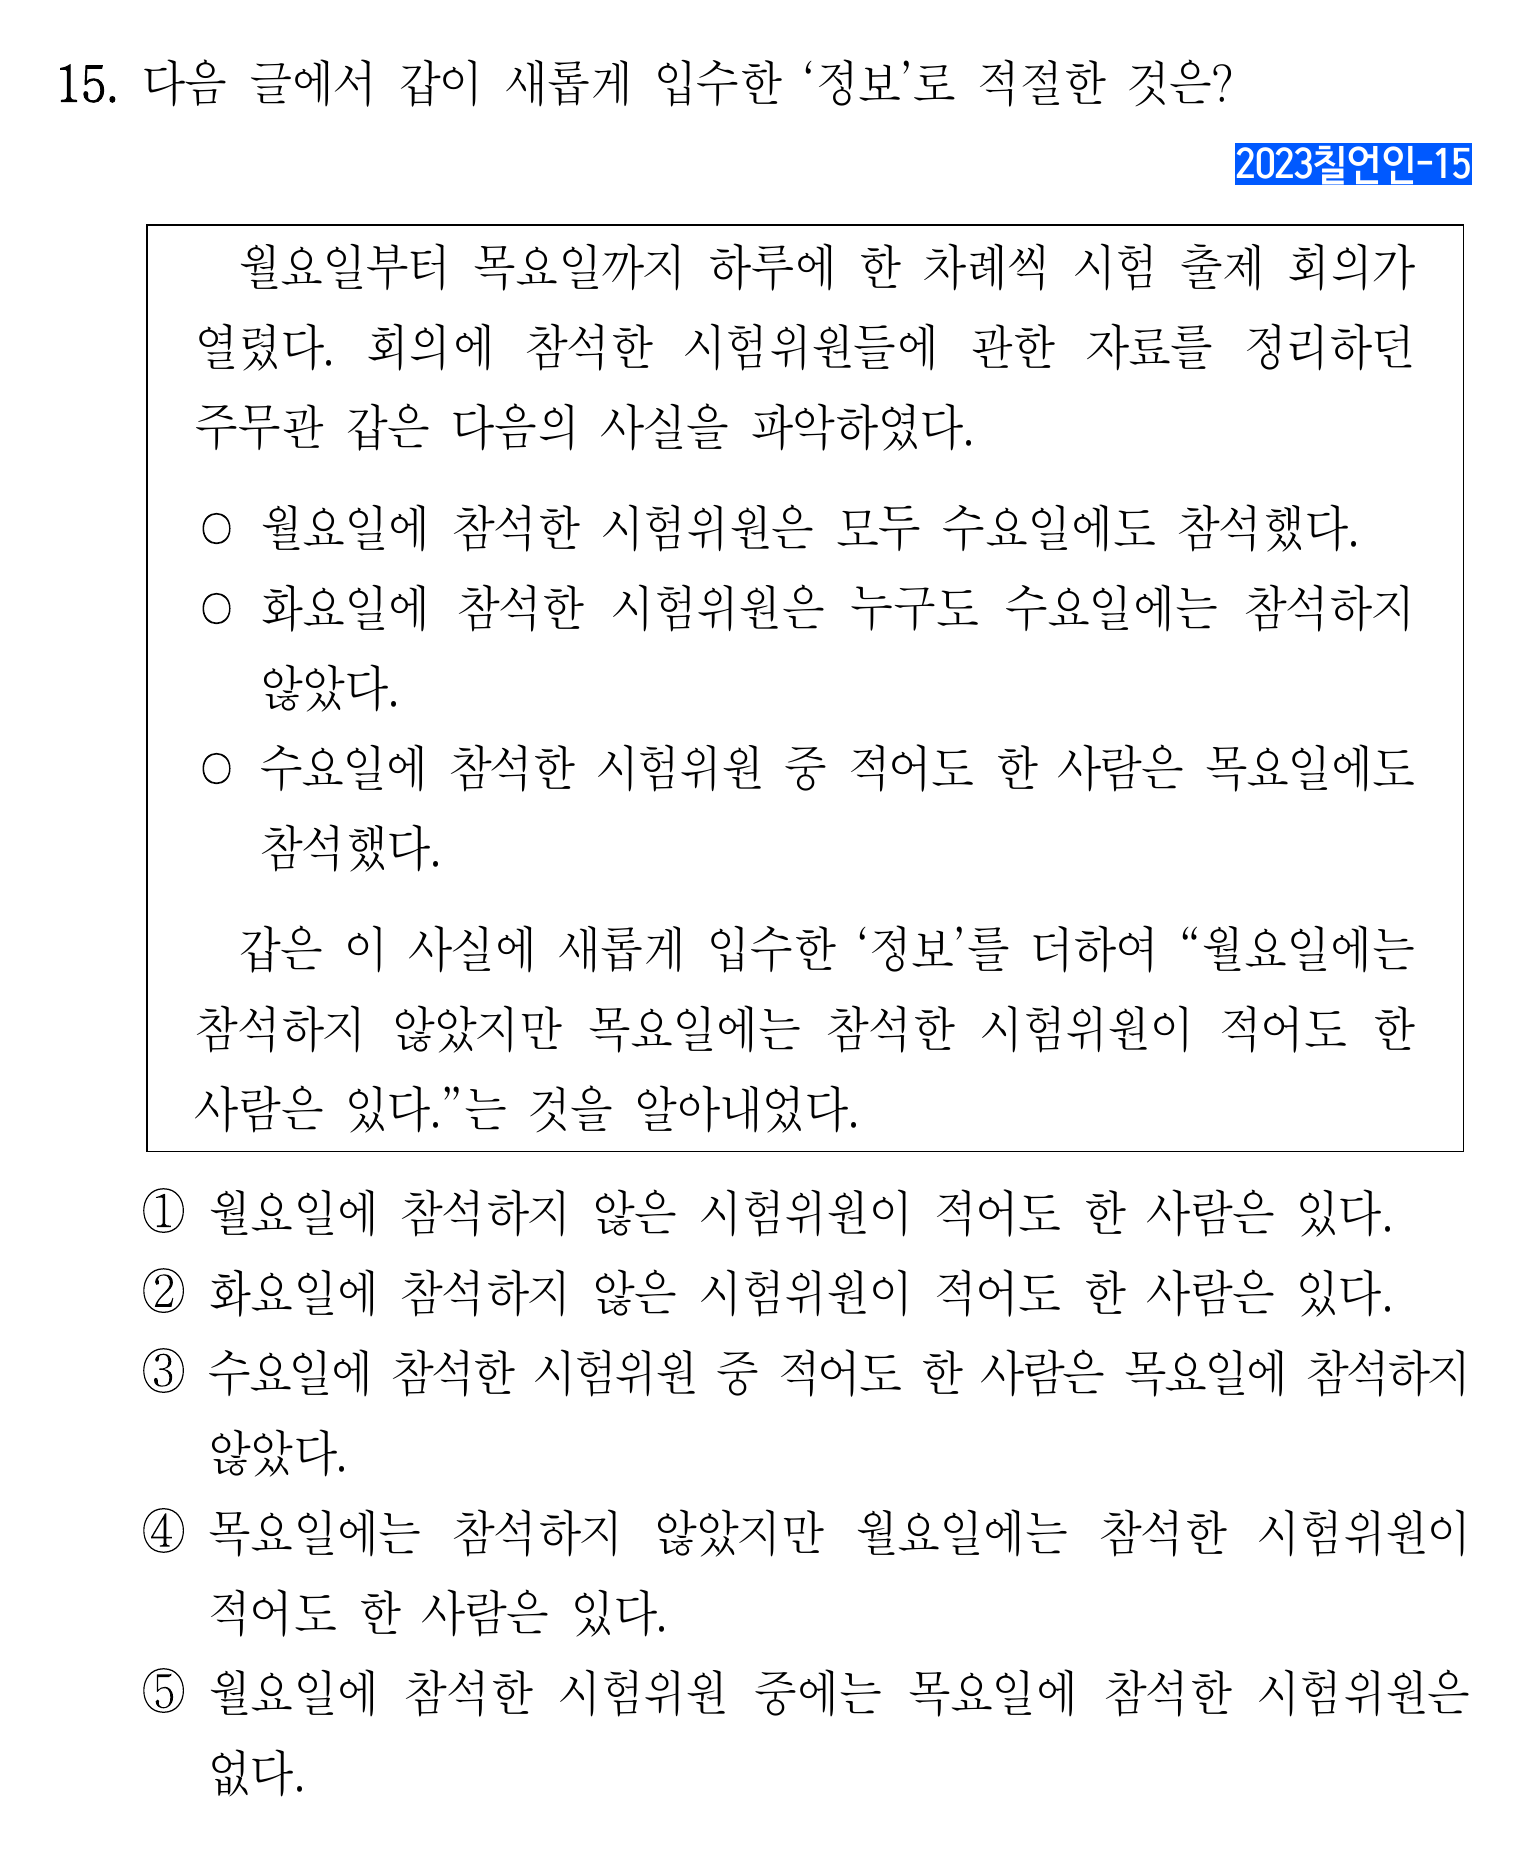 15. 다음 글에서 갑이 새롭게 입수한 ‘정보’로 적절한 것은?
2023칠언인-15
월요일부터 목요일까지 하루에 한 차례씩 시험 출제 회의가
열렸다. 회의에 참석한 시험위원들에 관한 자료를 정리하던
주무관 갑은 다음의 사실을 파악하였다.
○ 월요일에 참석한 시험위원은 모두 수요일에도 참석했다.
○ 화요일에 참석한 시험위원은 누구도 수요일에는 참석하지
않았다.
○ 수요일에 참석한 시험위원 중 적어도 한 사람은 목요일에도
참석했다.
갑은 이 사실에 새롭게 입수한 ‘정보’를 더하여 “월요일에는
참석하지 않았지만 목요일에는 참석한 시험위원이 적어도 한
사람은 있다.”는 것을 알아내었다.
① 월요일에 참석하지 않은 시험위원이 적어도 한 사람은 있다.
② 화요일에 참석하지 않은 시험위원이 적어도 한 사람은 있다.
③ 수요일에 참석한 시험위원 중 적어도 한 사람은 목요일에 참석하지
않았다.
④ 목요일에는 참석하지 않았지만 월요일에는 참석한 시험위원이
적어도 한 사람은 있다.
⑤ 월요일에 참석한 시험위원 중에는 목요일에 참석한 시험위원은
없다.